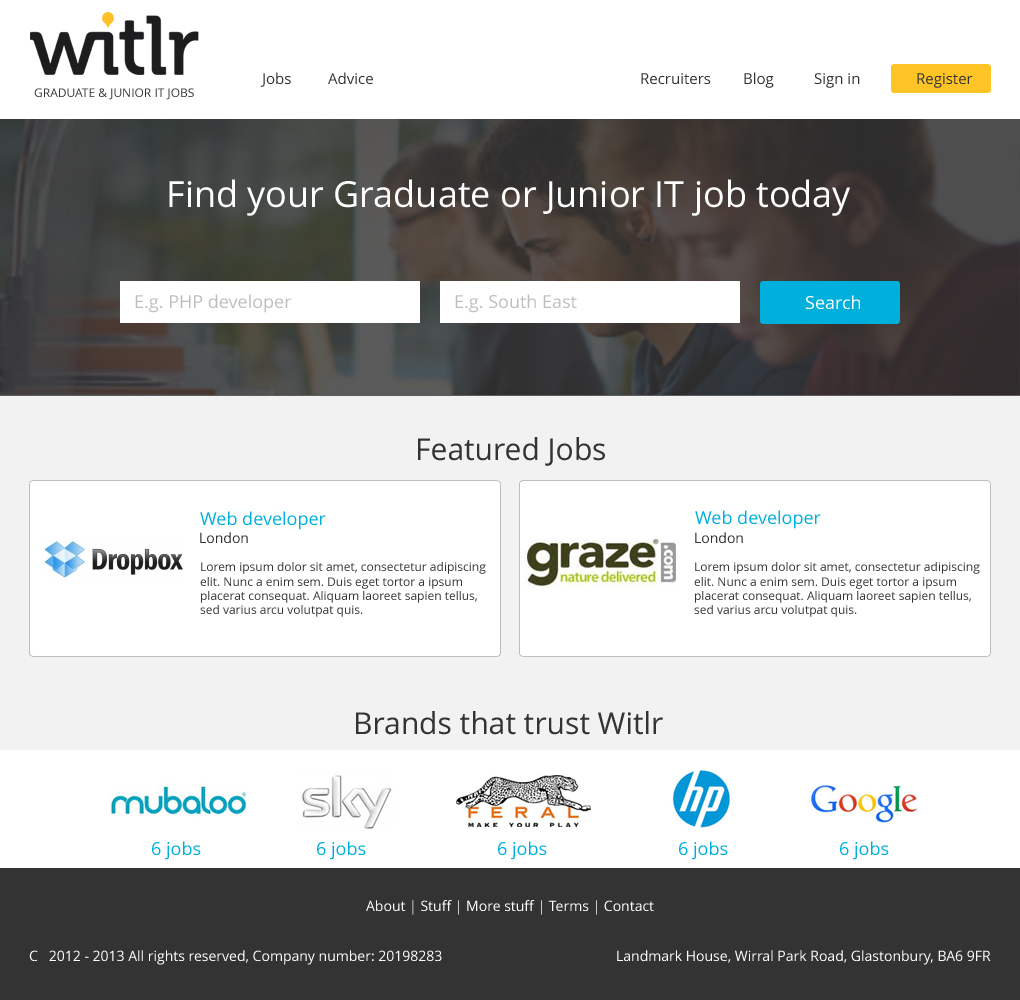 witlr
GRADUATE & JUNIOR IT JOBS
Jobs
Advice
Recruiters
Blog
Sign in
Register
Find your Graduate or Junior IT job today
E.g. PHP developer
E.g. South East
Search
Featured Jobs
Dropbox
Web developer
London
Lorem ipsum dolor sit amet, consectetur adipiscing
elit. Nunc a enim sem. Duis eget tortor a ipsum
placerat consequat. Aliquam laoreet sapien tellus,
sed varius arcu volutpat quis.
graze.com
nature delivered
Web developer
London
Lorem ipsum dolor sit amet, consectetur adipiscing
elit. Nunc a enim sem. Duis eget tortor a ipsum
placerat consequat. Aliquam laoreet sapien tellus,
sed varius arcu volutpat quis.
Brands that trust Witlr
mubaloo
sky
FERAL
MAKE YOUR PLAY
hp
Google
6 jobs
6 jobs
6 jobs
6 jobs
6 jobs
About | Stuff | More stuff | Terms | Contact
C 2012 - 2013 All rights reserved, Company number: 20198283
Landmark House, Wirral Park Road, Glastonbury, BA6 9FR